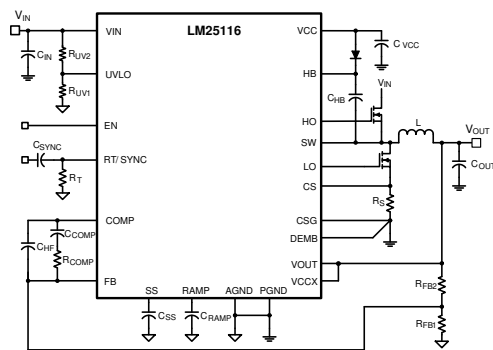 VIN
LM25116
VIN
VCC
CIN
RUV2
CVCC
UVLO
HB
RUV1
CHB
VIN
EN
HO
L
VOUT
CSYNC
SW
RT/SYNC
LO
COUT
RT
CS
RS
COMP
CSG
CHF
CCOMP
DEMB
RCOMP
VOUT
FB
VCCX
RFB2
SS
RAMP
AGND
PGND
CSS
CRAMP
RFB1